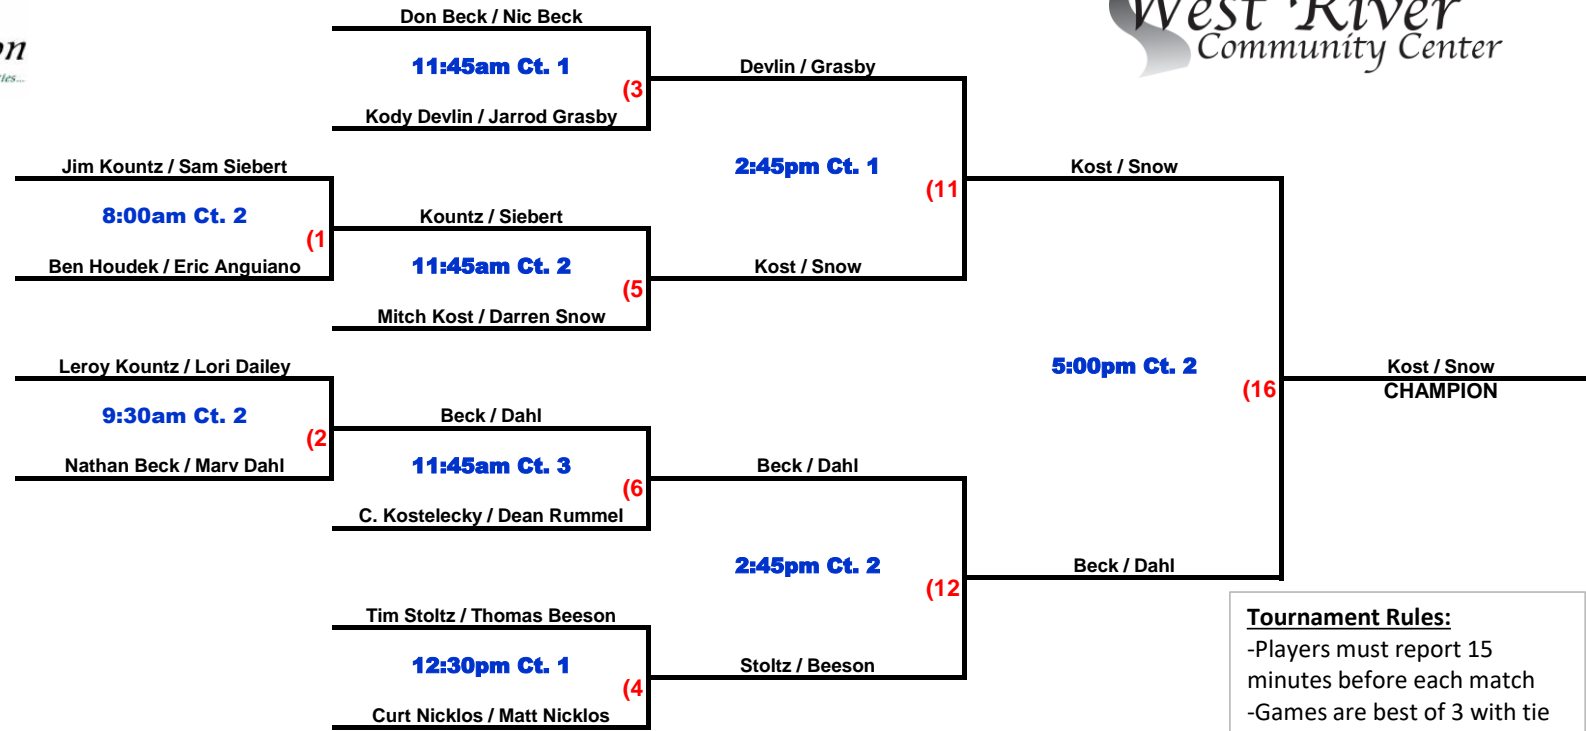 Don Beck / Nic Beck
West River
Community Center
on
ties...
11:45am Ct. 1
(3
Devlin / Grasby
Kody Devlin / Jarrod Grasby
Jim Kountz / Sam Siebert
2:45pm Ct. 1
(11
Kost / Snow
8:00am Ct. 2
(1
Kountz / Siebert
Ben Houdek / Eric Anguiano
11:45am Ct. 2
(5
Kost / Snow
Mitch Kost / Darren Snow
Leroy Kountz / Lori Dailey
5:00pm Ct. 2
(16
Kost / Snow
CHAMPION
9:30am Ct. 2
(2
Beck / Dahl
Nathan Beck / Marv Dahl
11:45am Ct. 3
(6
Beck / Dahl
C. Kostelecky / Dean Rummel
2:45pm Ct. 2
(12
Beck / Dahl
Tim Stoltz / Thomas Beeson
12:30pm Ct. 1
(4
Stoltz / Beeson
Curt Nicklos / Matt Nicklos
Tournament Rules:
-Players must report 15
minutes before each match
-Games are best of 3 with tie